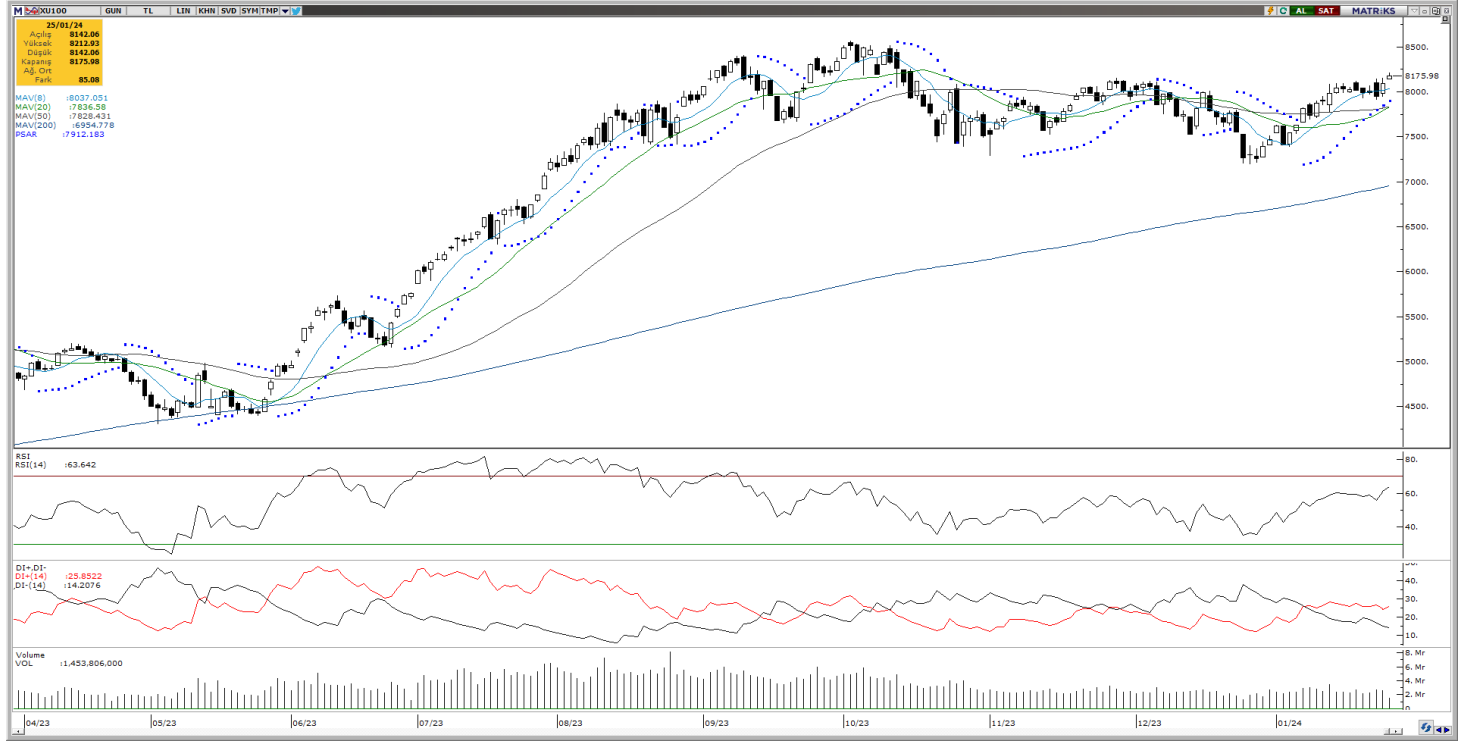 M XU100 GUN TL LIN KHN SVD SYM TMP AL SAT MATRiKS
25/01/24
Açılış 8142.06
Yüksek 8212.93
Düşük 8142.06
Kapanış 8175.98
Ağ. Ort
Fark 85.08
MAV(8) :8037.051
MAV(20) :7836.58
MAV(50) :7828.431
MAV(200) :6954.778
PSAR :7912.183
8500.
8175.98
8000.
7500.
7000.
6500.
6000.
5500.
5000.
4500.
RSI
RSI(14) :63.642
80.
60.
40.
DI+,DI-
DI+(14) :25.8522
DI-(14) :14.2076
40.
30.
20.
10.
Volume
VOL :1,453,806,000
8. Mr
6. Mr
4. Mr
2. Mr
0
04/23 05/23 06/23 07/23 08/23 09/23 10/23 11/23 12/23 01/24